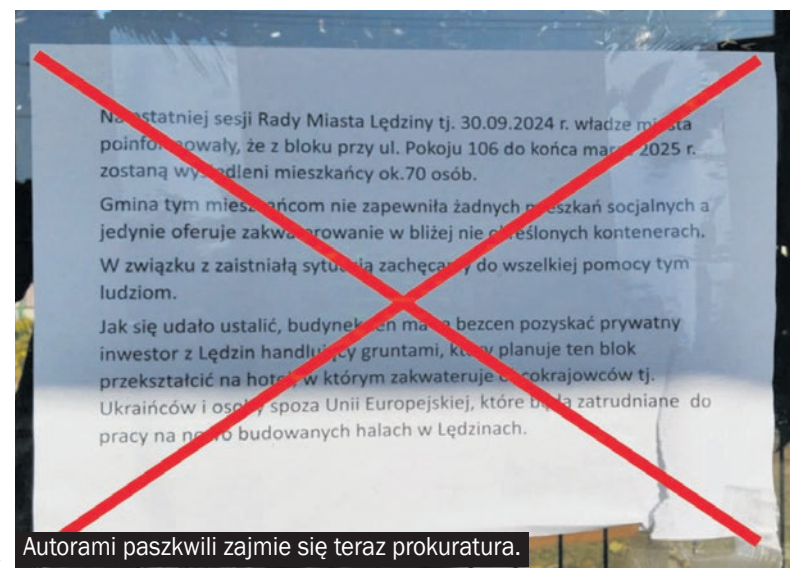 Na ostatniej sesji Rady Miasta Lędziny tj. 30.09.2024 r. władze miasta
poinformowały, że z bloku przy ul. Pokoju 106 do końca marca 2025 r.
zostaną wysiedleni mieszkańcy ok.70 osób.
Gmina tym mieszkańcom nie zapewniła żadnych mieszkań socjalnych a
jedynie oferuje zakwaterowanie w bliżej nie określonych kontenerach.
W związku z zaistniałą sytuacją zachęcamy do wszelkiej pomocy tym
ludziom.
Jak się udało ustalić, budynek ten ma za bezcen pozyskać prywatny
inwestor z Lędzin handlujący gruntami, który planuje ten blok
przekształcić na hotel, w którym zakwateruje obcokrajowców tj.
Ukraińców i osoby spoza Unii Europejskiej, które będą zatrudniane do
pracy na nowo budowanych halach w Lędzinach.
Autorami paszkwili zajmie się teraz prokuratura.